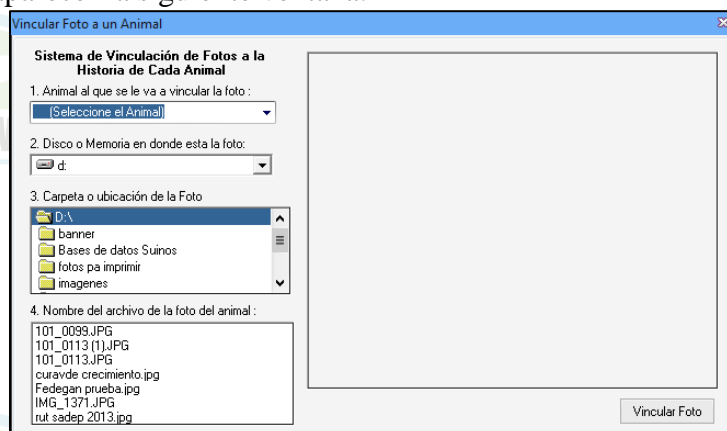 Vincular Foto a un Animal
Sistema de Vinculación de Fotos a la
Historia de Cada Animal
1. Animal al que se le va a vincular la foto :
(Seleccione el Animal)
2. Disco o Memoria en donde esta la foto:
d:
3. Carpeta o ubicación de la Foto
D:\
banner
Bases de datos Suinos
fotos pa imprimir
imagenes
4. Nombre del archivo de la foto del animal :
101_0099.JPG
101_0113 (1).JPG
101_0113.JPG
curavde crecimiento.jpg
Fedegan prueba.jpg
IMG_1371.JPG
rut sadep 2013.jpg
Vincular Foto